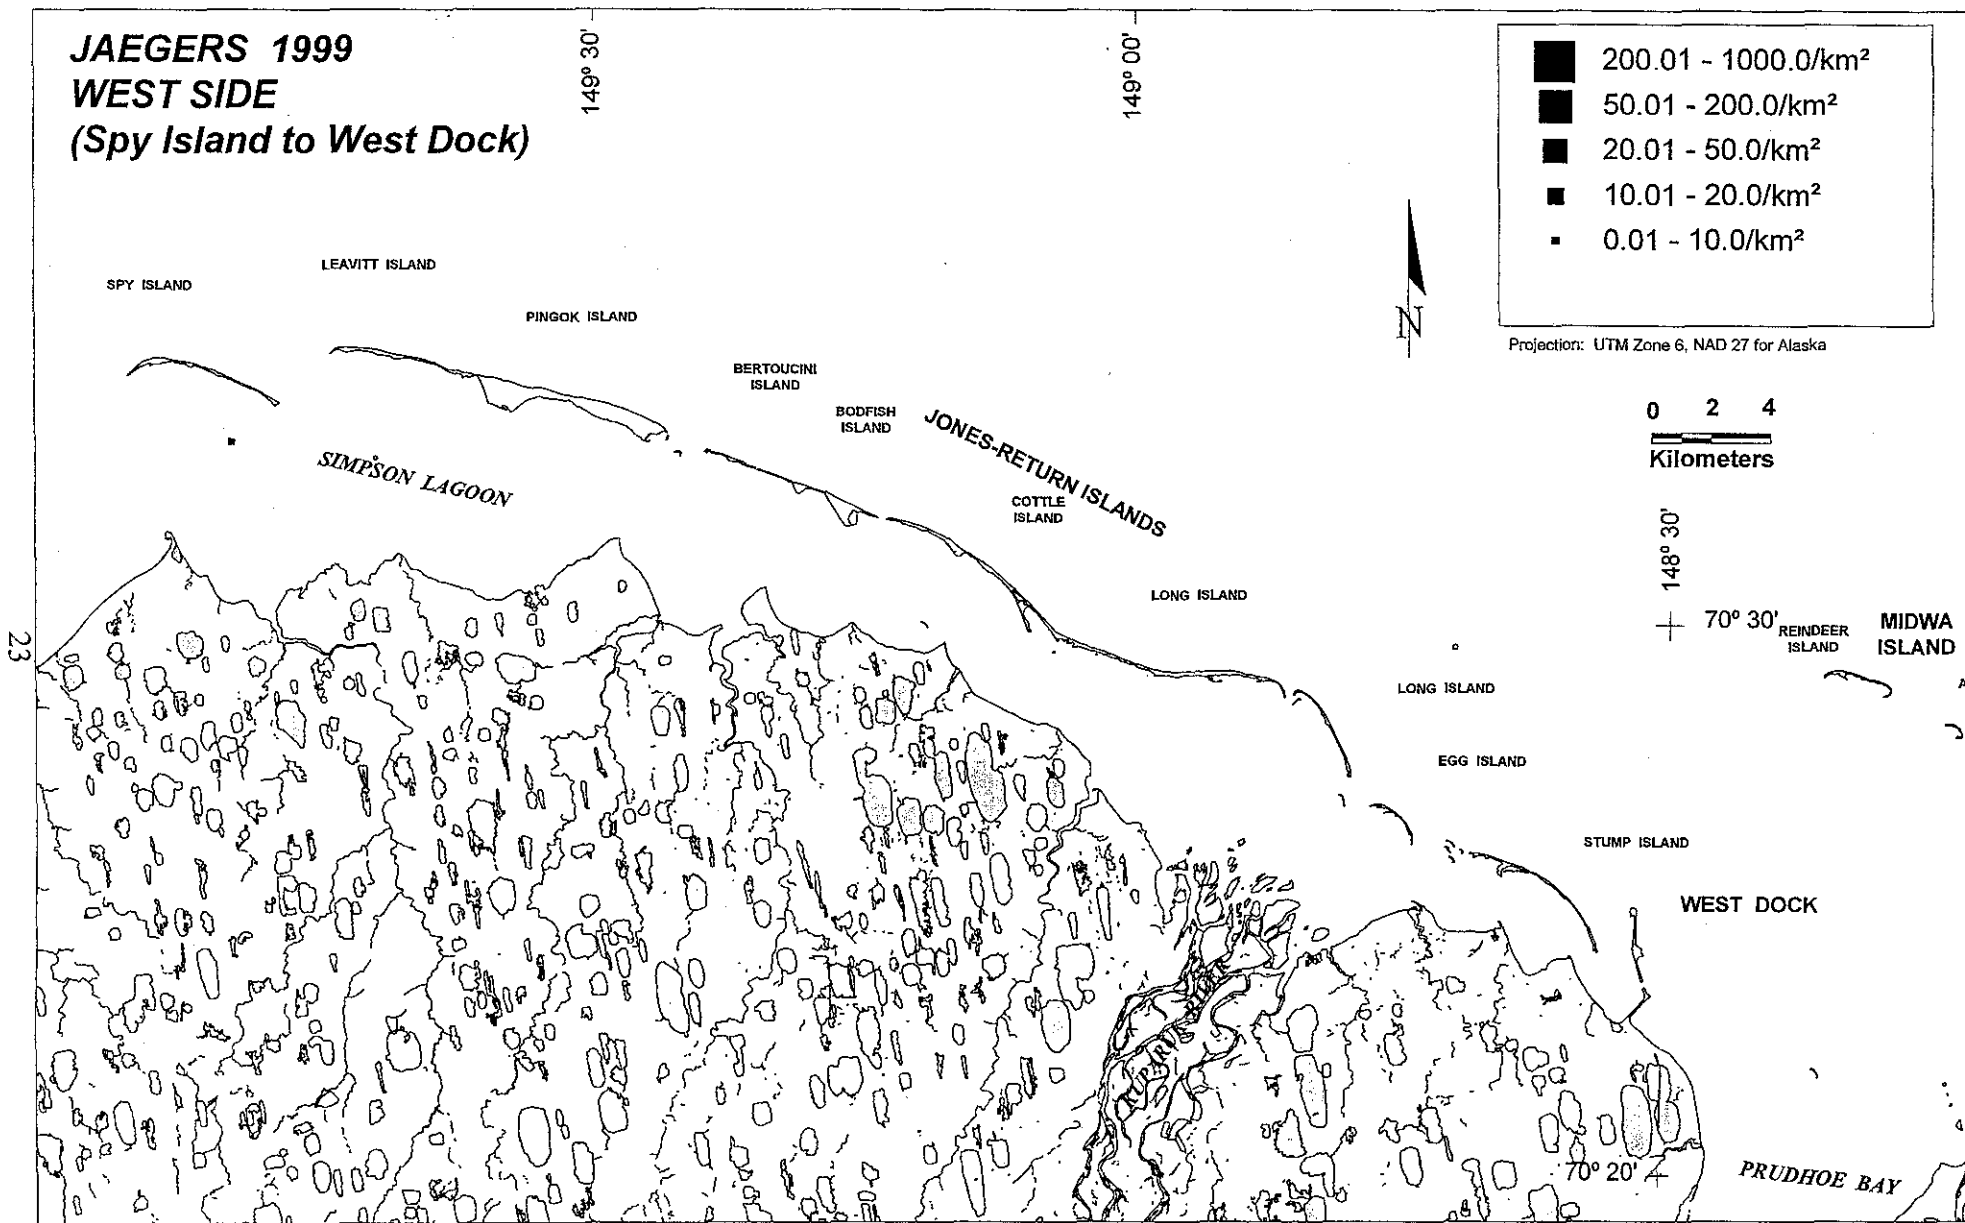 JAEGERS 1999
WEST SIDE
(Spy Island to West Dock)
149° 30'
149° 00'
200.01 - 1000.0/km²
50.01 - 200.0/km²
20.01 - 50.0/km²
10.01 - 20.0/km²
0.01 - 10.0/km²
Projection: UTM Zone 6, NAD 27 for Alaska
N
0 2 4
Kilometers
SPY ISLAND
LEAVITT ISLAND
PINGOK ISLAND
BERTOUCINI
ISLAND
BODFISH
ISLAND
JONES-RETURN ISLANDS
COTTLE
ISLAND
SIMPSON LAGOON
LONG ISLAND
148° 30'
70° 30'
REINDEER
ISLAND
MIDWA
ISLAND
A
23
LONG ISLAND
EGG ISLAND
STUMP ISLAND
WEST DOCK
KUPARUK RIVER
70° 20'
PRUDHOE BAY